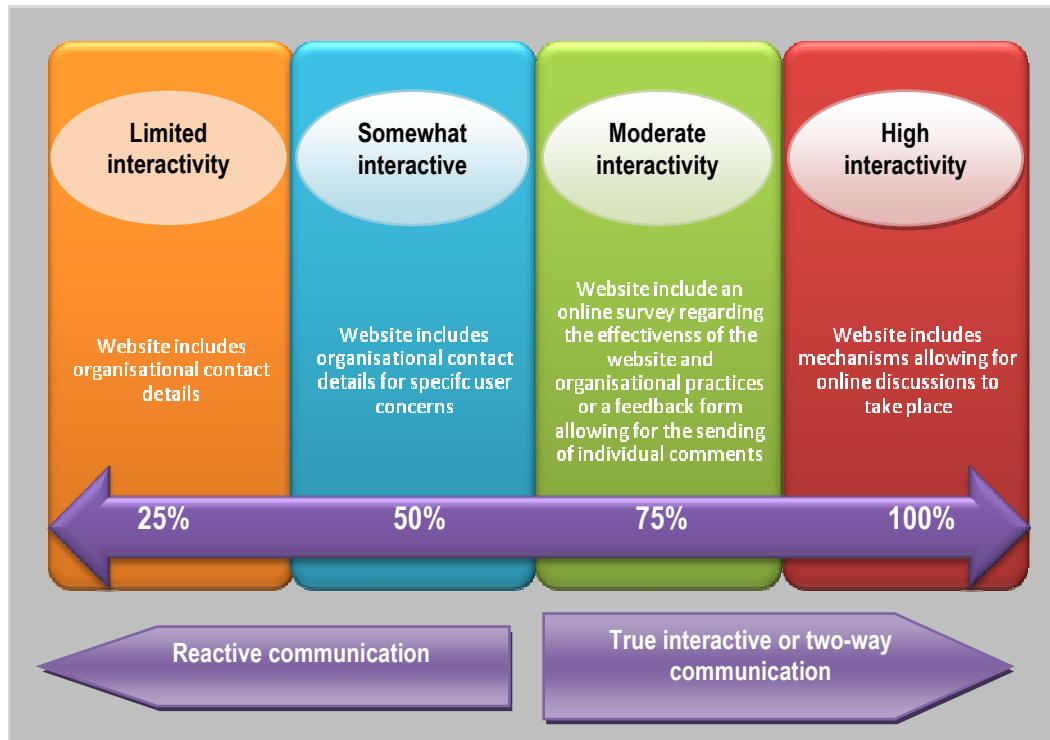 Limited
interactivity
Somewhat
interactive
Moderate
interactivity
High
interactivity
Website includes
organisational contact
details
Website includes
organisational contact
details for specifc user
concerns
Website include an
online survey regarding
the effectivenss of the
website and
organisational practices
or a feedback form
allowing for the sending
of individual comments
Website includes
mechanisms allowing for
online discussions to
take place
25%
50%
75%
100%
Reactive communication
True interactive or two-way
communication